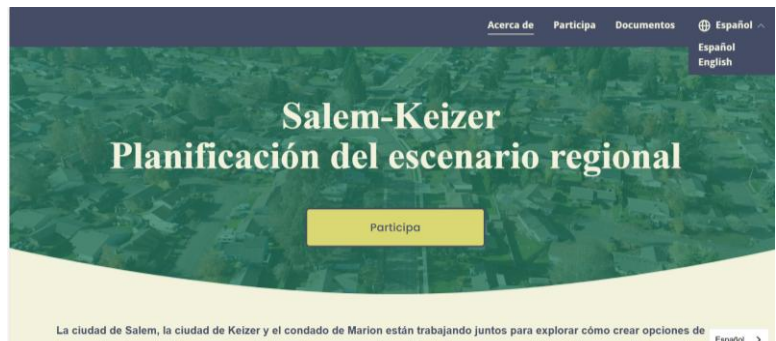 Acerca de Participa Documentos Español
Español
English
Salem-Keizer
Planificación del escenario regional
Participa
La ciudad de Salem, la ciudad de Keizer y el condado de Marion están trabajando juntos para explorar cómo crear opciones de
Español